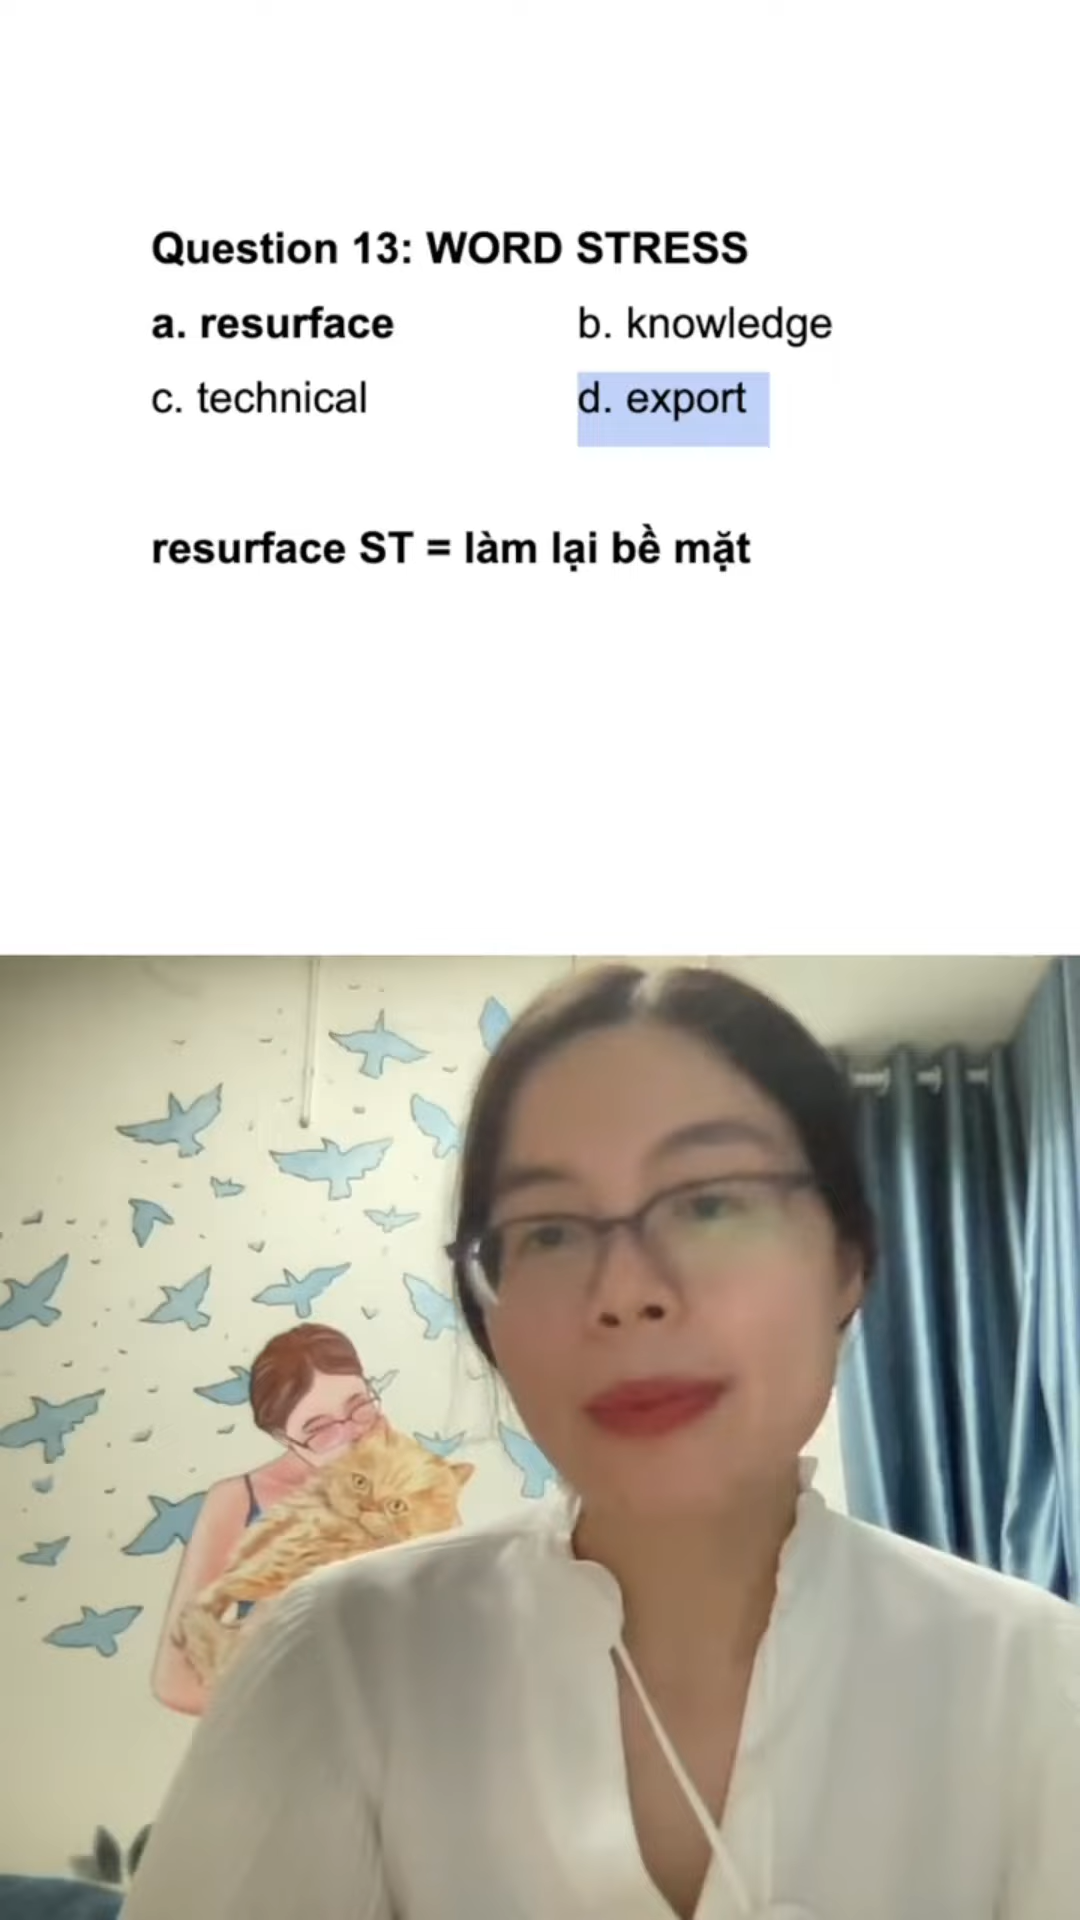 Question 13: WORD STRESS
a. resurface b. knowledge
c. technical d. export
resurface ST = làm lại bề mặt